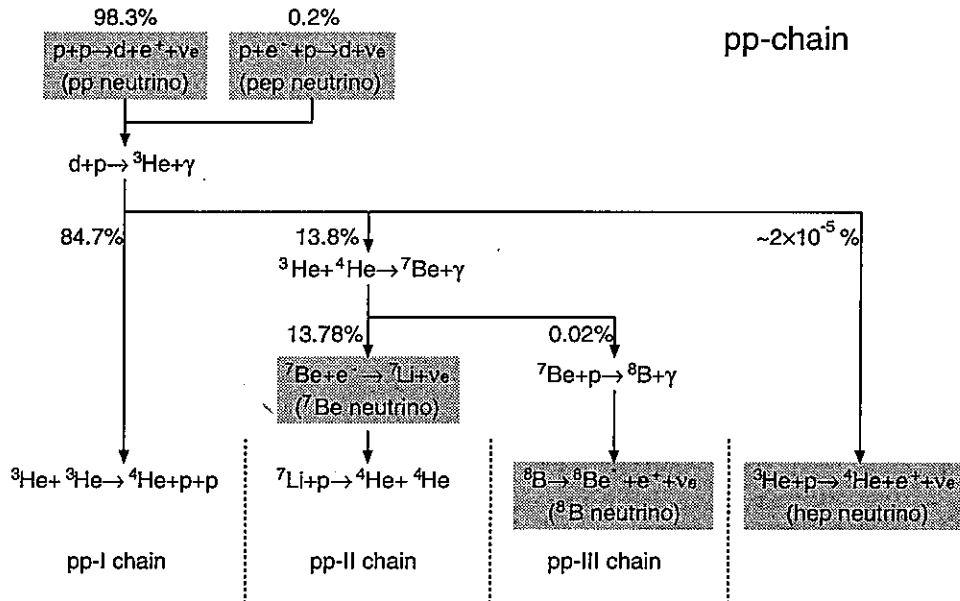 98.3%
0.2%
pp-chain
p+p→d+e⁺+νe
(pp neutrino)
p+e⁻+p→d+νe
(pep neutrino)
d+p→ ³He+γ
84.7%
13.8%
~2×10⁻⁵ %
³He+⁴He→⁷Be+γ
13.78%
0.02%
⁷Be+e⁻→ ⁷Li+νe
(⁷Be neutrino)
⁷Be+p→⁸B+γ
³He+ ³He→ ⁴He+p+p
⁷Li+p→⁴He+ ⁴He
⁸B→⁸Be*+e⁺+νe
(⁸B neutrino)
³He+p→⁴He+e⁺+νe
(hep neutrino)
pp-I chain
pp-II chain
pp-III chain